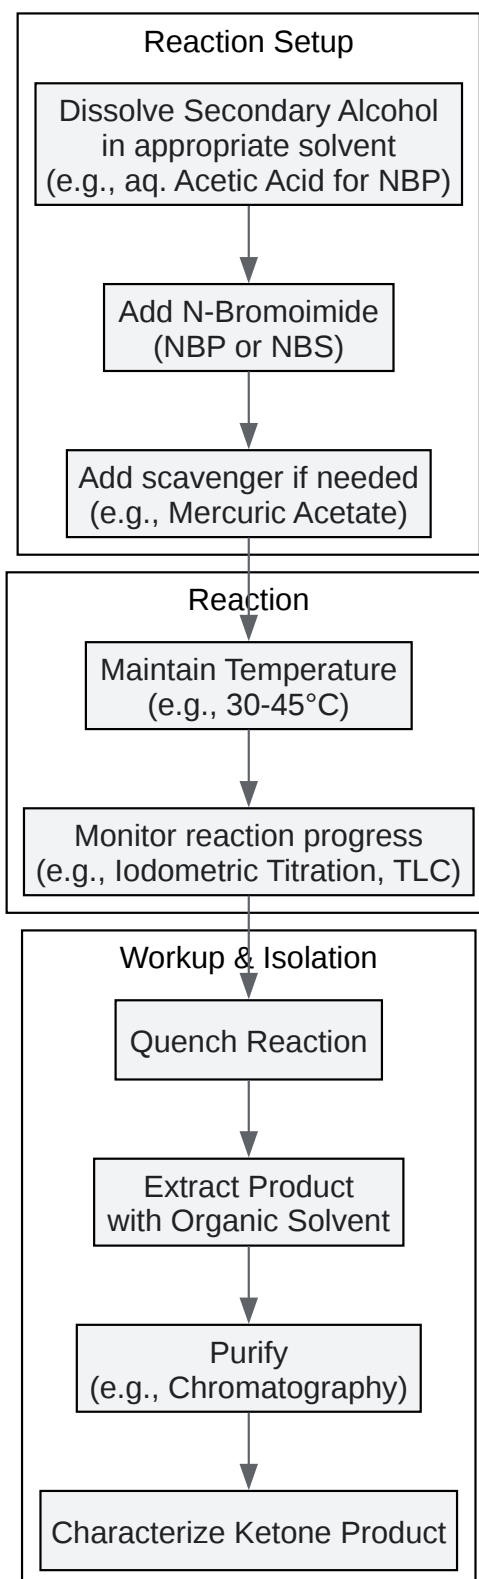 Reaction Setup
Dissolve Secondary Alcohol
in appropriate solvent
(e.g., aq. Acetic Acid for NBP)
Add N-Bromoimide
(NBP or NBS)
Add scavenger if needed
(e.g., Mercuric Acetate)
Reaction
Maintain Temperature
(e.g., 30-45°C)
Monitor reaction progress
(e.g., Iodometric Titration, TLC)
Workup & Isolation
Quench Reaction
Extract Product
with Organic Solvent
Purify
(e.g., Chromatography)
Characterize Ketone Product